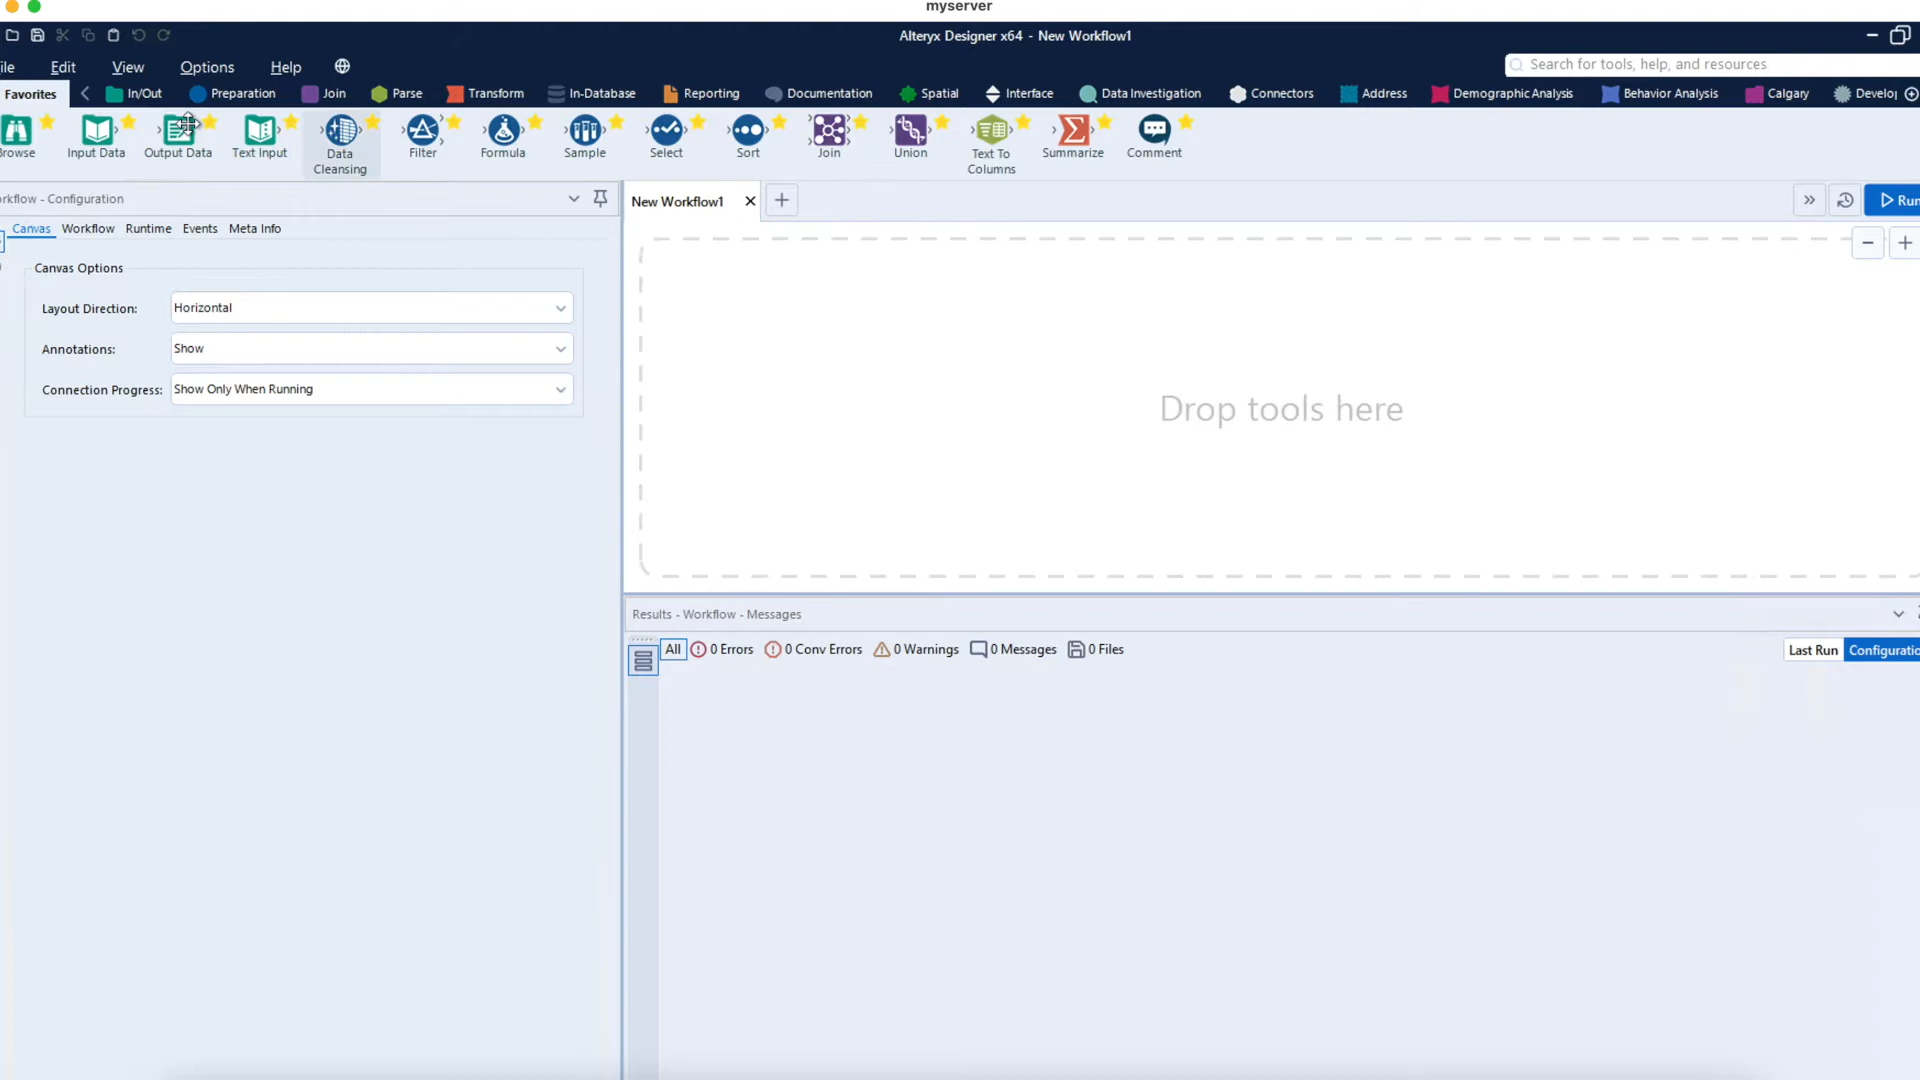 myserver
Alteryx Designer x64 - New Workflow1
ile Edit View Options Help
Search for tools, help, and resources
Favorites In/Out Preparation Join Parse Transform In-Database Reporting Documentation Spatial Interface Data Investigation Connectors Address Demographic Analysis Behavior Analysis Calgary Develop
Browse Input Data Output Data Text Input Data Cleansing Filter Formula Sample Select Sort Join Union Text To Columns Summarize Comment
orkflow - Configuration
New Workflow1
Run
Canvas Workflow Runtime Events Meta Info
Canvas Options
Layout Direction: Horizontal
Annotations: Show
Connection Progress: Show Only When Running
Drop tools here
Results - Workflow - Messages
All 0 Errors 0 Conv Errors 0 Warnings 0 Messages 0 Files
Last Run Configuratio